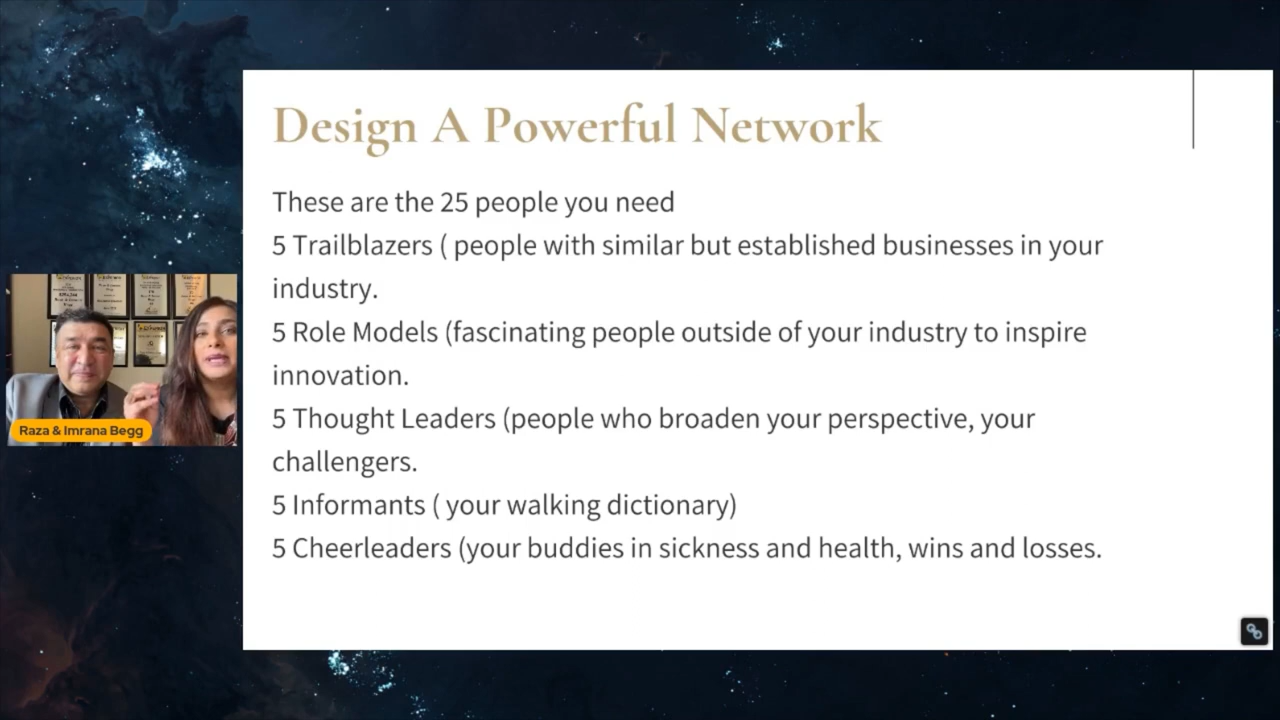 Design A Powerful Network
These are the 25 people you need
5 Trailblazers ( people with similar but established businesses in your
industry.
5 Role Models (fascinating people outside of your industry to inspire
innovation.
5 Thought Leaders (people who broaden your perspective, your
challengers.
5 Informants ( your walking dictionary)
5 Cheerleaders (your buddies in sickness and health, wins and losses.
Raza & Imrana Begg